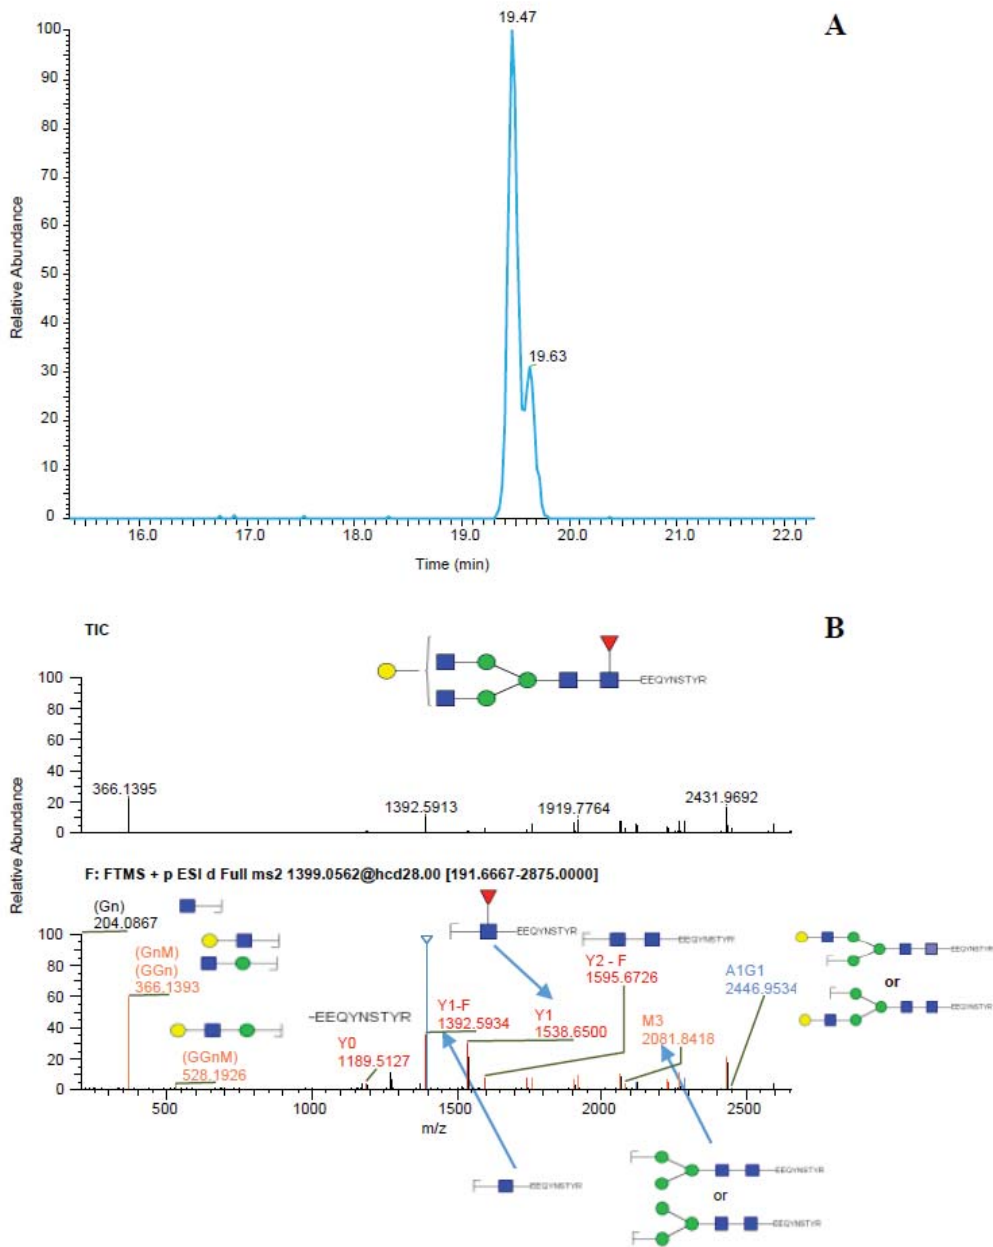 A
19.47
100
90
80
70
60
50
40
30
20
10
0
Relative Abundance
19.63
16.0 17.0 18.0 19.0 20.0 21.0 22.0
Time (min)
B
TIC
EEQYNSTYR
100
80
60
40
20
0
366.1395
1392.5913
1919.7764
2431.9692
Relative Abundance
F: FTMS + p ESI d Full ms2 1399.0562@hcd28.00 [191.6667-2875.0000]
(Gn)
204.0867
100
80
60
40
20
0
(GnM)
(GGn)
366.1393
(GGnM)
528.1926
-EEQYNSTYR
Y0
1189.5127
Y1-F
1392.5934
EEQYNSTYR
Y1
1538.6500
EEQYNSTYR
Y2 - F
1595.6726
M3
2081.8418
A1G1
2446.9534
EEQYNSTYR
or
EEQYNSTYR
500 1000 1500 2000 2500
m/z
EEQYNSTYR
EEQYNSTYR
or
EEQYNSTYR